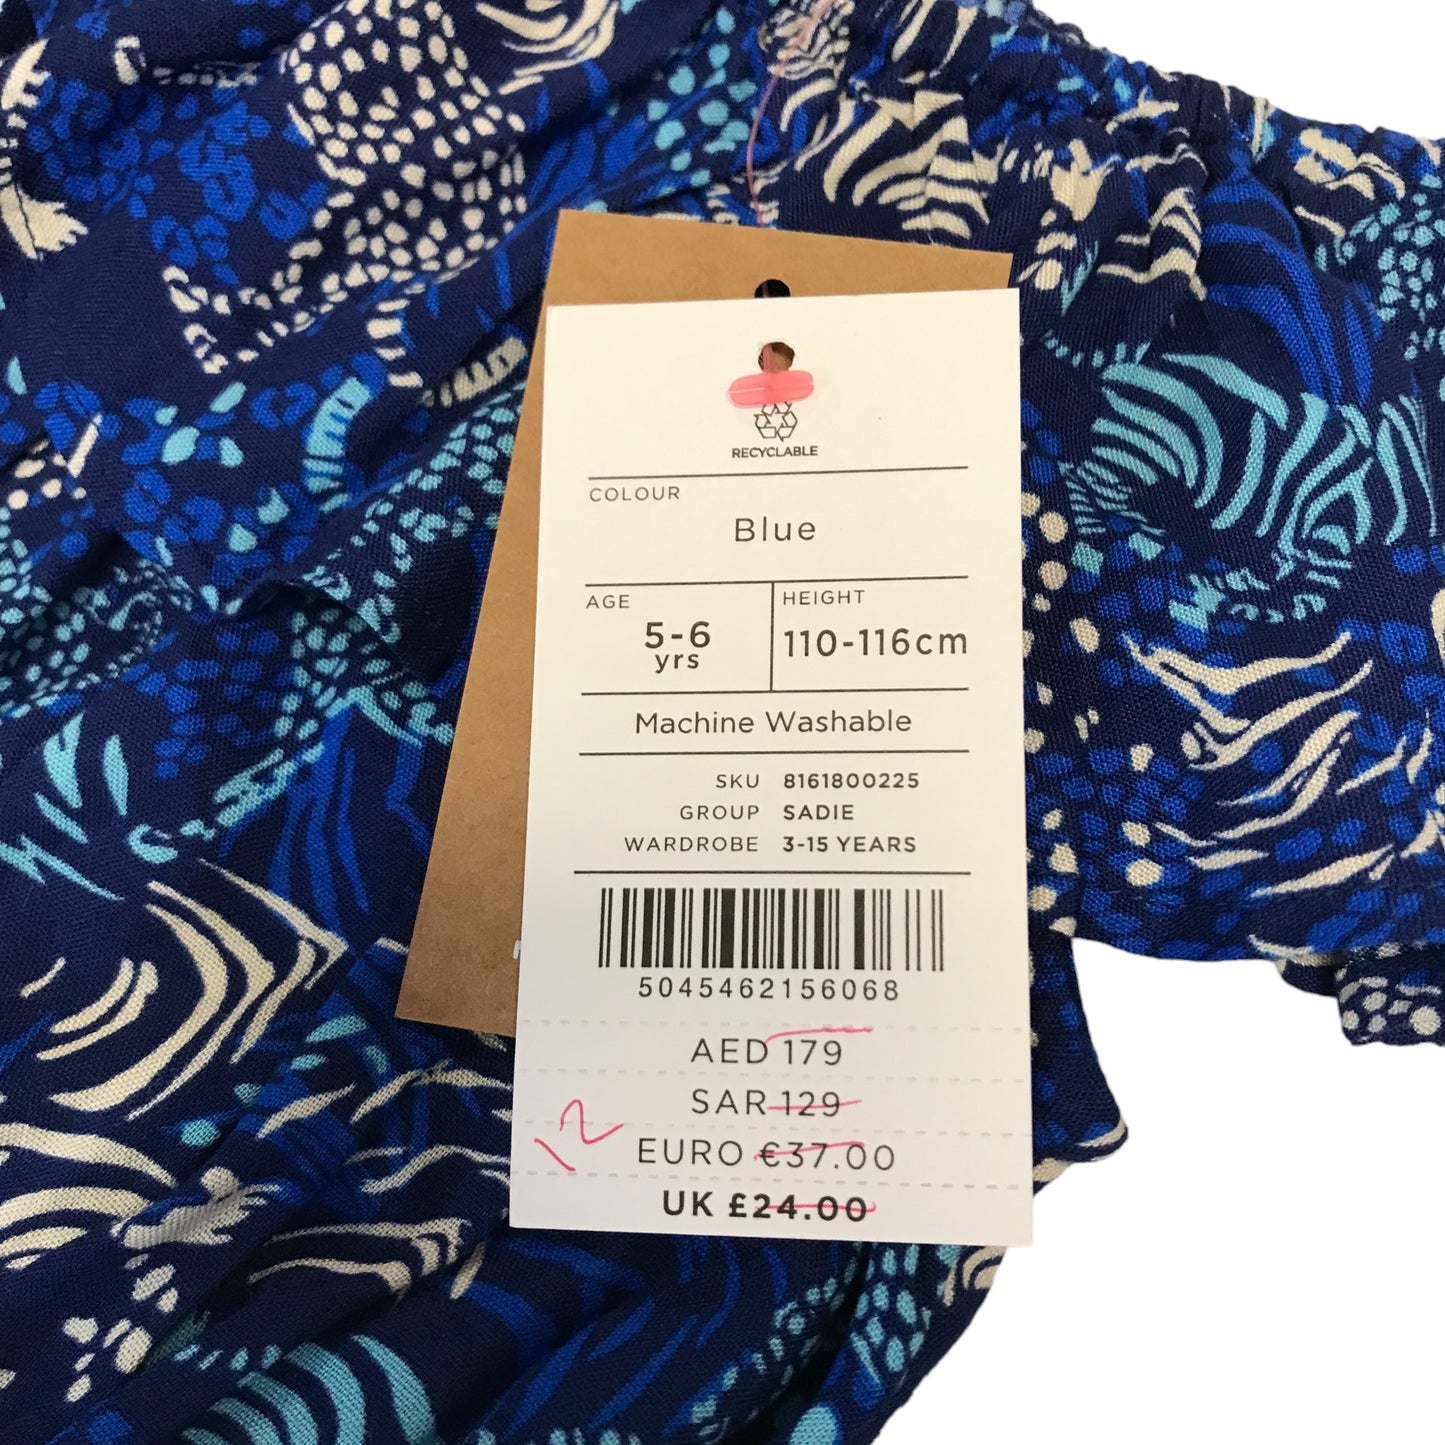 RECYCLABLE
COLOUR
Blue
AGE
5-6
yrs
HEIGHT
110-116cm
Machine Washable
SKU 8161800225
GROUP SADIE
WARDROBE 3-15 YEARS
5045462156068
AED 179
SAR 129
12
EURO €37.00
UK £24.00